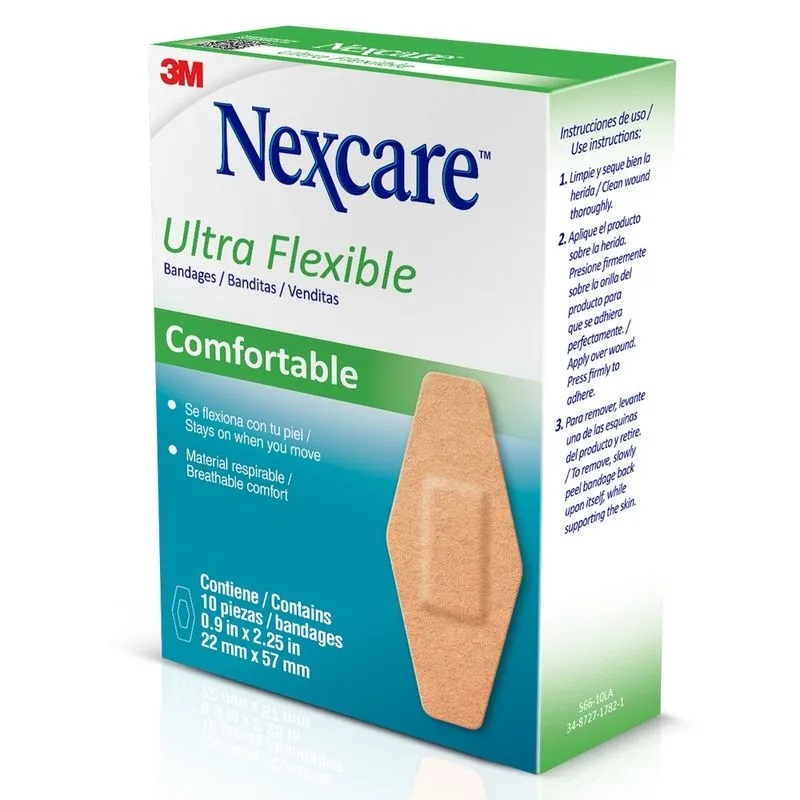 Nexcare™
Ultra Flexible
3M
Nexcare™
Ultra Flexible
Bandages / Banditas / Venditas
Comfortable
• Se flexiona con tu piel /
Stays on when you move
• Material respirable /
Breathable comfort
Contiene / Contains
10 piezas / bandages
0.9 in x 2.25 in
22 mm x 57 mm
Instrucciones de uso /
Use instructions:
1. Limpie y seque bien la
herida / Clean wound
thoroughly.
2. Aplique el producto
sobre la herida.
Presione firmemente
sobre la orilla del
producto para
que se adhiera
perfectamente. /
Apply over wound.
Press firmly to
adhere.
3. Para remover, levante
una de las esquinas
del producto y retire.
/ To remove, slowly
peel bandage back
upon itself, while
supporting the skin.
566-10LA
34-8727-1782-1